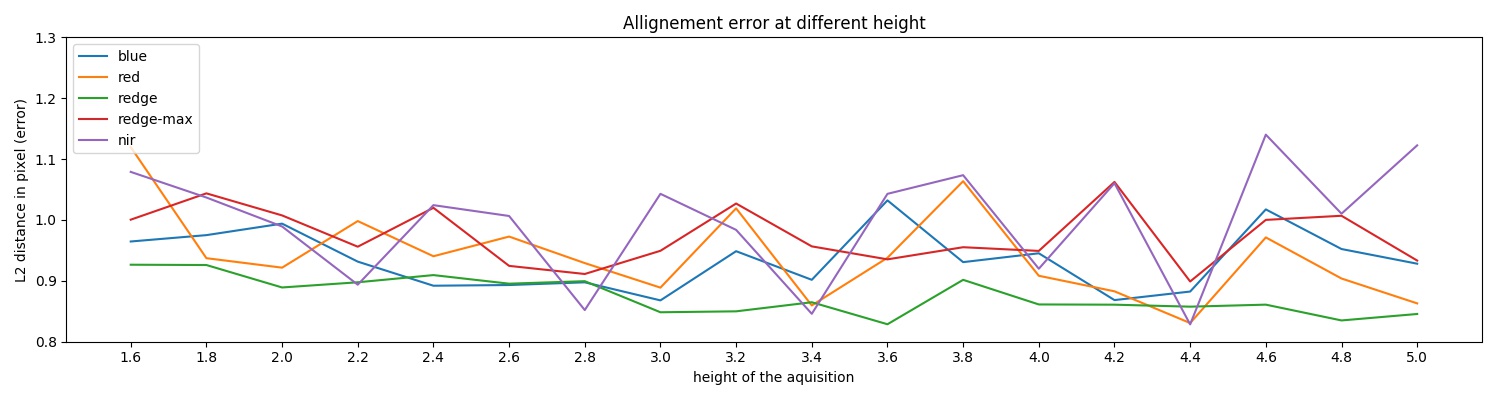 Allignement error at different height
L2 distance in pixel (error)
1.3
1.2
1.1
1.0
0.9
0.8
blue
red
redge
redge-max
nir
1.6 1.8 2.0 2.2 2.4 2.6 2.8 3.0 3.2 3.4 3.6 3.8 4.0 4.2 4.4 4.6 4.8 5.0
height of the aquisition